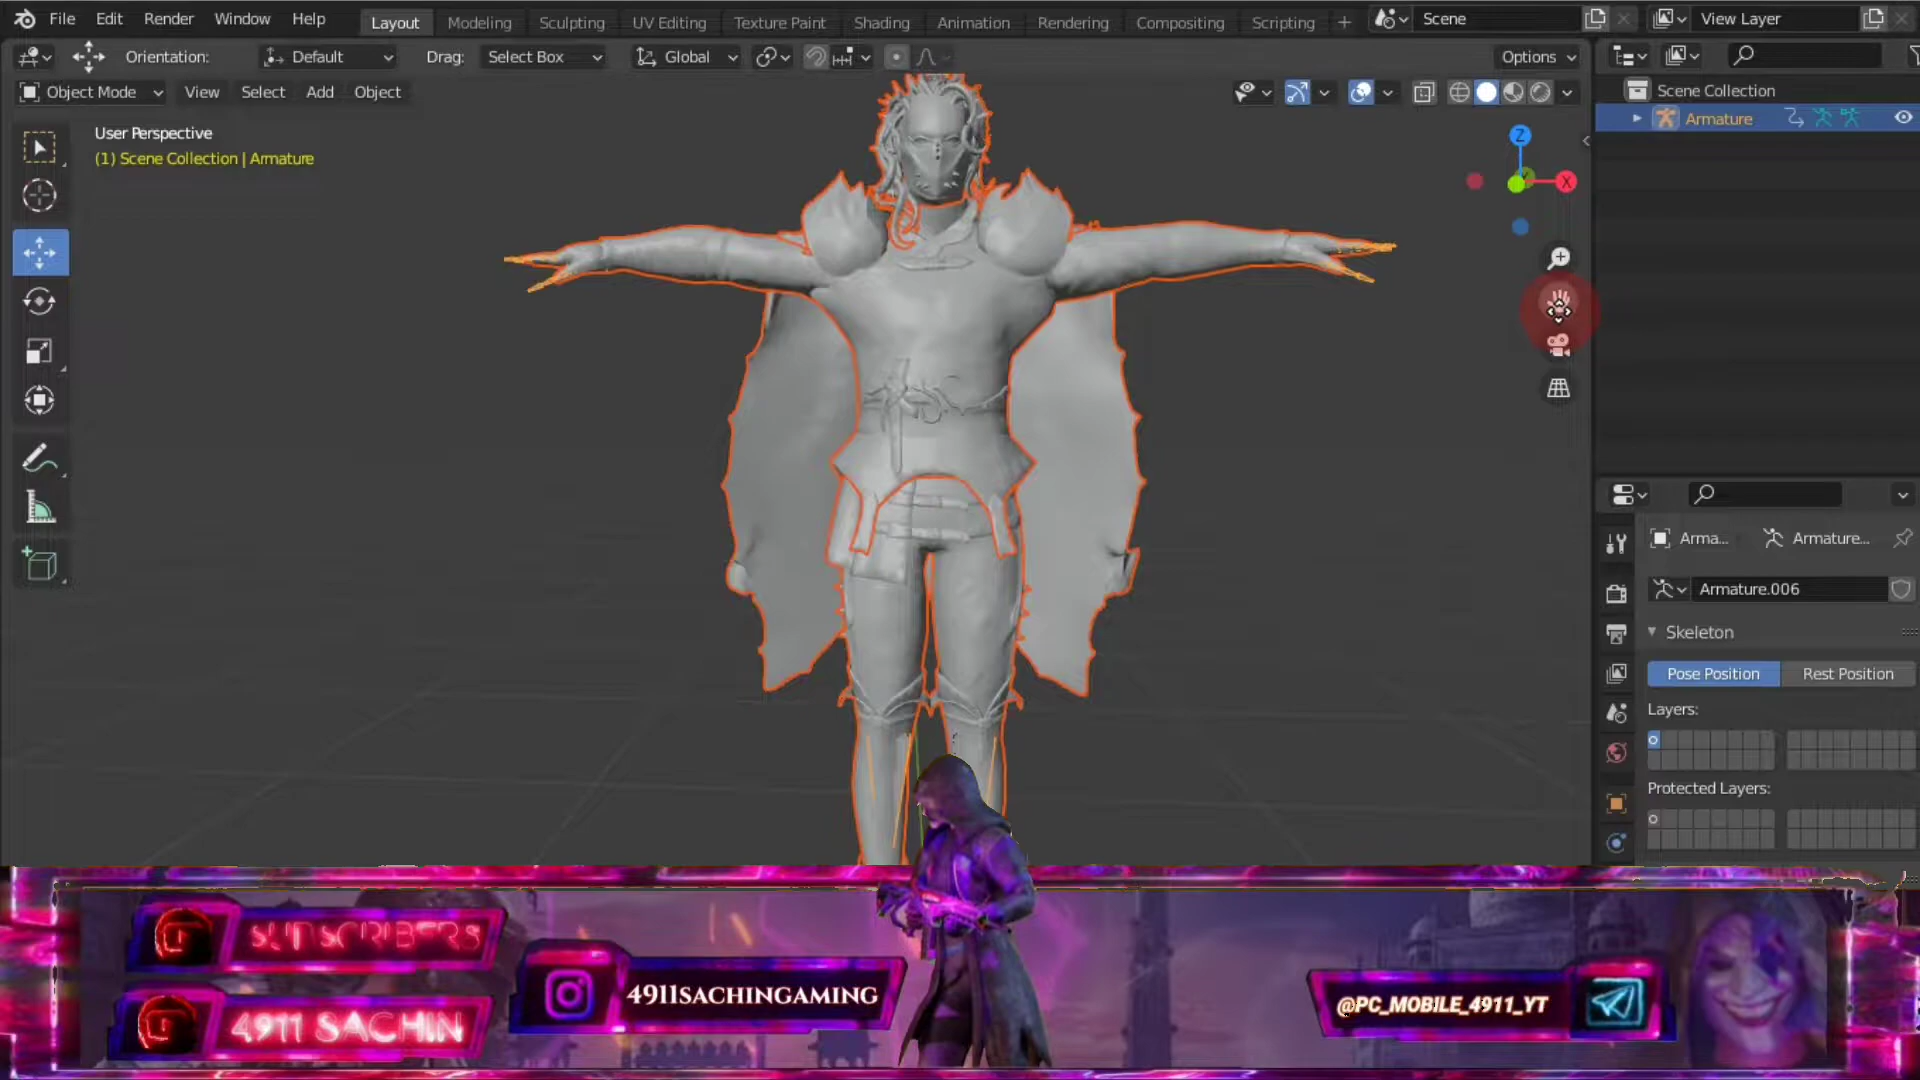 File Edit Render Window Help Layout Modeling Sculpting UV Editing Texture Paint Shading Animation Rendering Compositing Scripting + Scene View Layer
Orientation: Default Drag: Select Box Global Options
Object Mode View Select Add Object
Scene Collection
Armature
User Perspective
(1) Scene Collection | Armature
Z
X
Arma... Armature...
Armature.006
Skeleton
Pose Position Rest Position
Layers:
Protected Layers:
SUBSCRIBERS
4911 SACHIN
4911SACHINGAMING
@PC_MOBILE_4911_YT